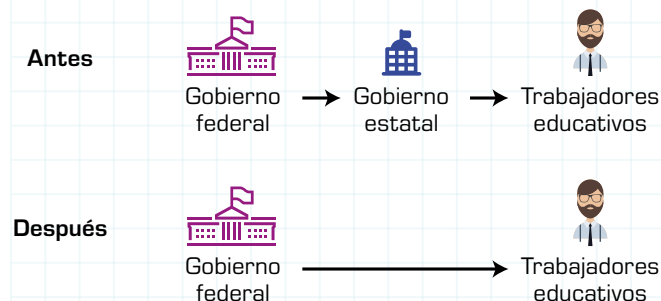 Antes
Gobierno federal
Gobierno estatal
Trabajadores educativos
Después
Gobierno federal
Trabajadores educativos